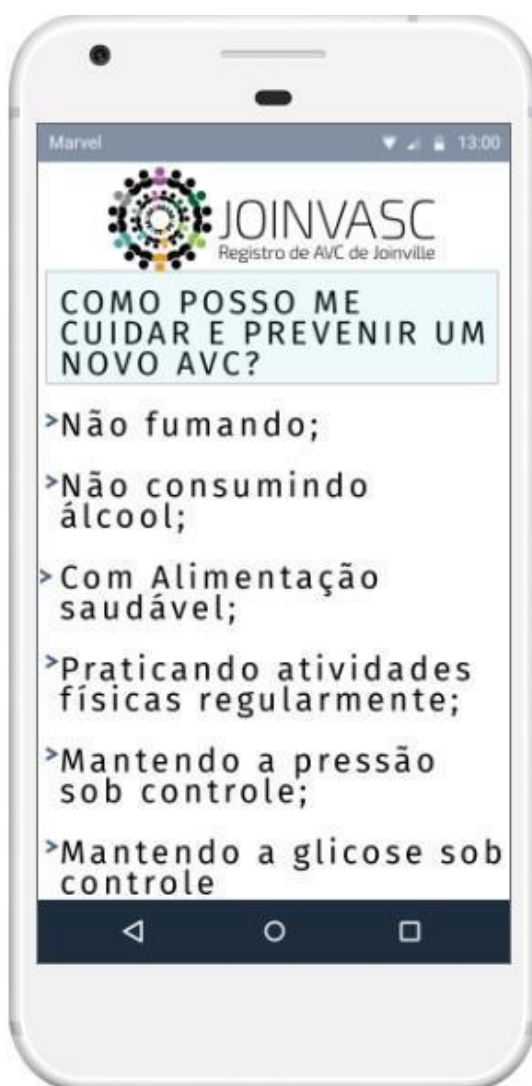 Marvel 13:00
JOINVASC
Registro de AVC de Joinville
COMO POSSO ME
CUIDAR E PREVENIR UM
NOVO AVC?
>Não fumando;
>Não consumindo
álcool;
>Com Alimentação
saudável;
>Praticando atividades
físicas regularmente;
>Mantendo a pressão
sob controle;
>Mantendo a glicose sob
controle